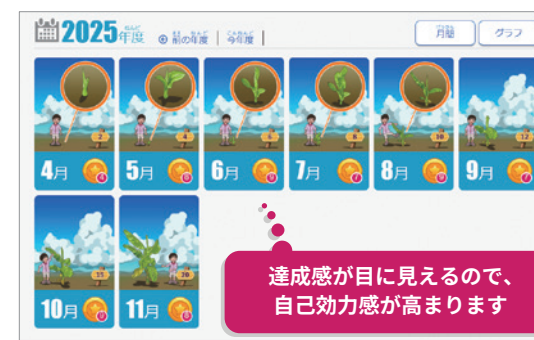 2025年度
前の年度 | 今年度 |
月題
グラフ
4月
5月
6月
7月
8月
9月
10月
11月
達成感が目に見えるので、
自己効力感が高まります